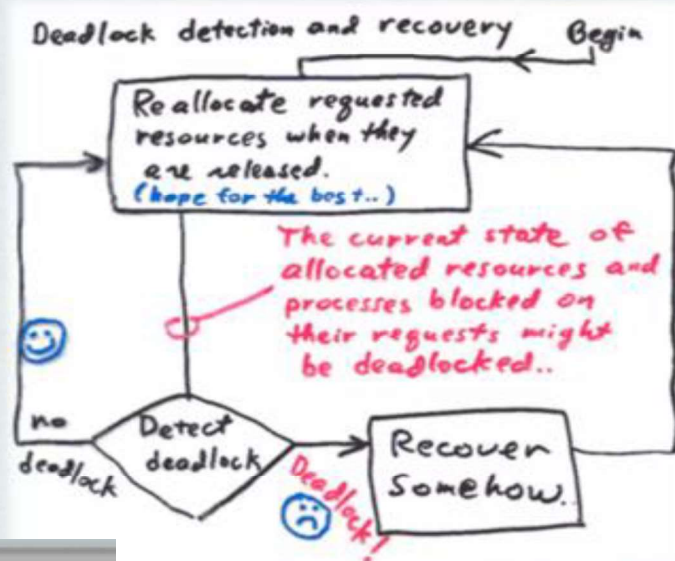 Deadlock detection and recovery
Begin
Reallocate requested
resources when they
are released.
(hope for the best..)
The current state of
allocated resources and
processes blocked on
their requests might
be deadlocked..
Detect
deadlock
no
deadlock
Deadlock!
Recover
Somehow..